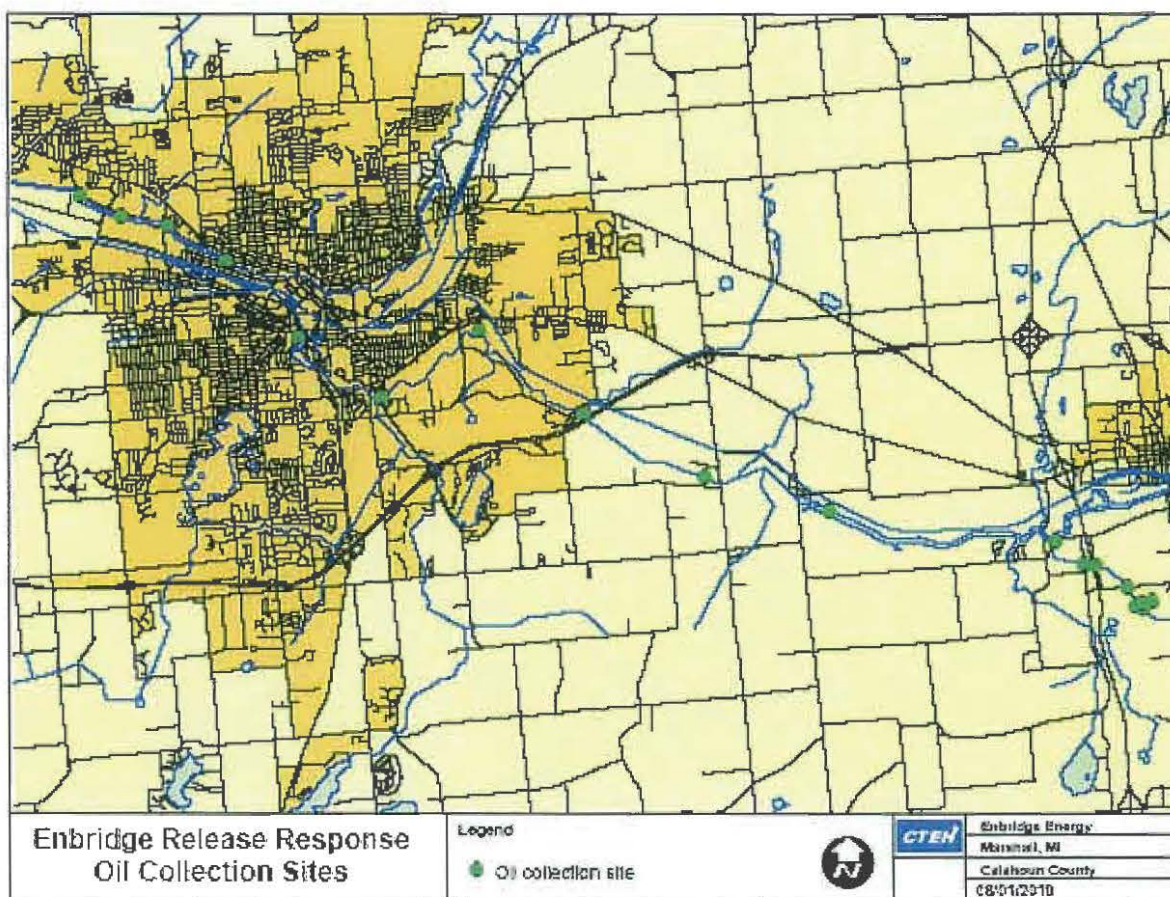 Enbridge Release Response
Oil Collection Sites
Legend
Oil collection site
N
CTEH
Enbridge Energy
Marshall, MI
Calahoun County
08/01/2010